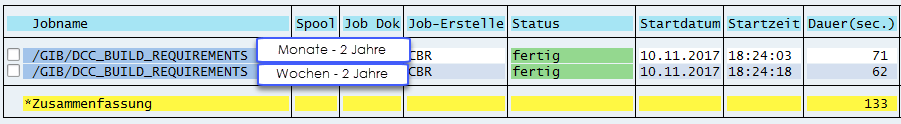 Jobname Spool Job Dok Job-Erstelle Status Startdatum Startzeit Dauer(sec.)
/GIB/DCC_BUILD_REQUIREMENTS Monate - 2 Jahre CBR fertig 10.11.2017 18:24:03 71
/GIB/DCC_BUILD_REQUIREMENTS Wochen - 2 Jahre CBR fertig 10.11.2017 18:24:18 62
*Zusammenfassung 133